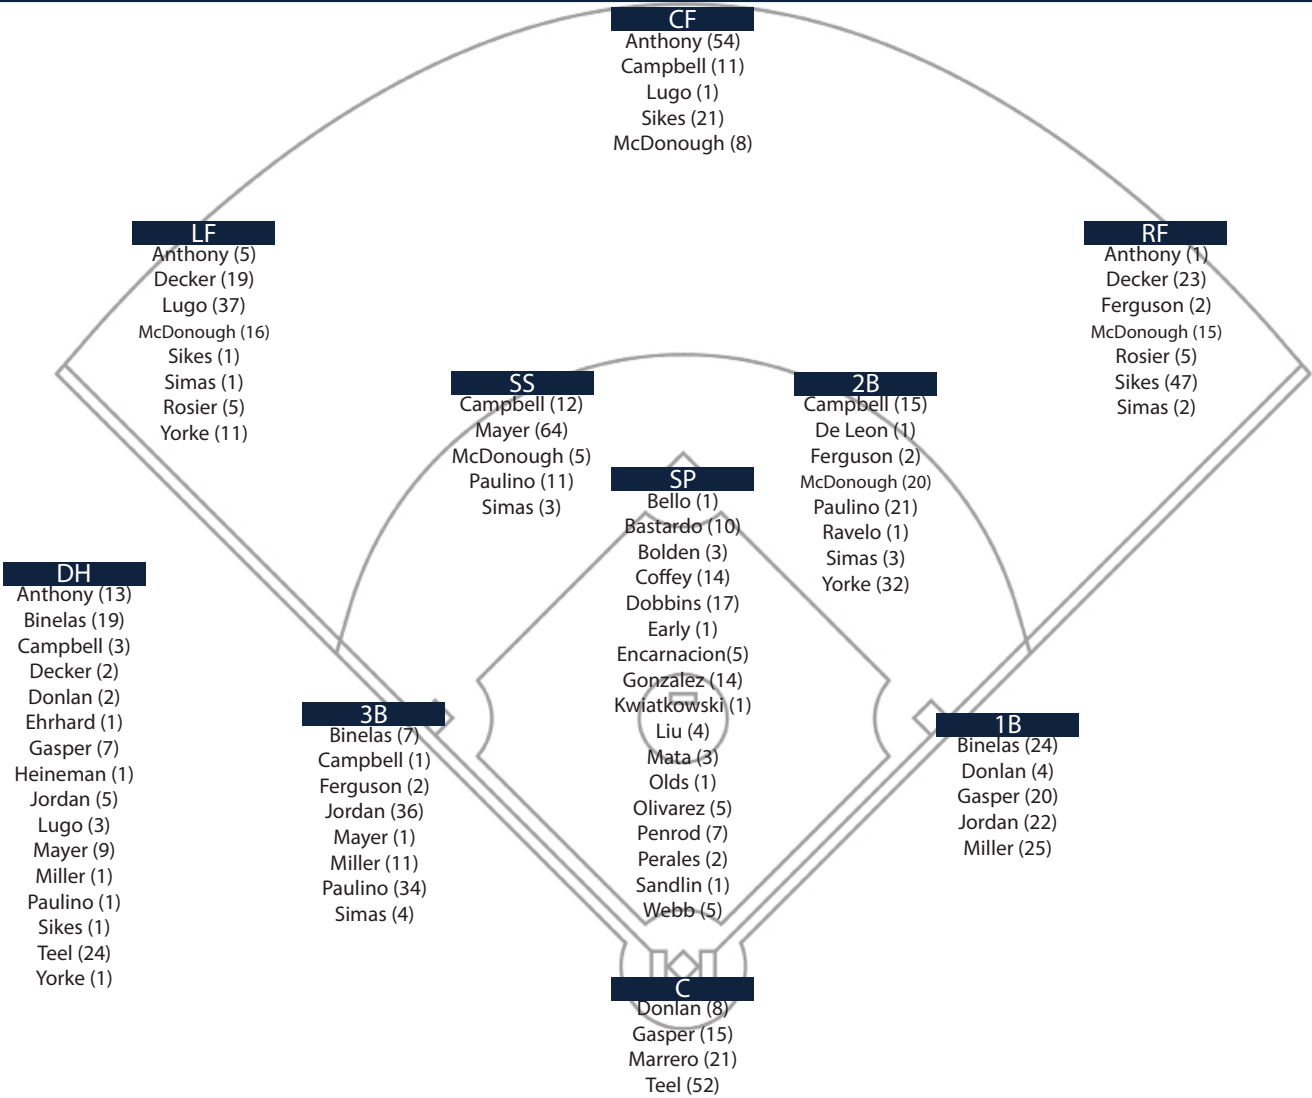 CF
Anthony (54)
Campbell (11)
Lugo (1)
Sikes (21)
McDonough (8)
LF
Anthony (5)
Decker (19)
Lugo (37)
McDonough (16)
Sikes (1)
Simas (1)
Rosier (5)
Yorke (11)
RF
Anthony (1)
Decker (23)
Ferguson (2)
McDonough (15)
Rosier (5)
Sikes (47)
Simas (2)
SS
Campbell (12)
Mayer (64)
McDonough (5)
Paulino (11)
Simas (3)
2B
Campbell (15)
De Leon (1)
Ferguson (2)
McDonough (20)
Paulino (21)
Ravelo (1)
Simas (3)
Yorke (32)
SP
Bello (1)
Bastardo (10)
Bolden (3)
Coffey (14)
Dobbins (17)
Early (1)
Encarnacion(5)
Gonzalez (14)
Kwiatkowski (1)
Liu (4)
Mata (3)
Olds (1)
Olivarez (5)
Penrod (7)
Perales (2)
Sandlin (1)
Webb (5)
DH
Anthony (13)
Binelas (19)
Campbell (3)
Decker (2)
Donlan (2)
Ehrhard (1)
Gasper (7)
Heineman (1)
Jordan (5)
Lugo (3)
Mayer (9)
Miller (1)
Paulino (1)
Sikes (1)
Teel (24)
Yorke (1)
3B
Binelas (7)
Campbell (1)
Ferguson (2)
Jordan (36)
Mayer (1)
Miller (11)
Paulino (34)
Simas (4)
1B
Binelas (24)
Donlan (4)
Gasper (20)
Jordan (22)
Miller (25)
C
Donlan (8)
Gasper (15)
Marrero (21)
Teel (52)